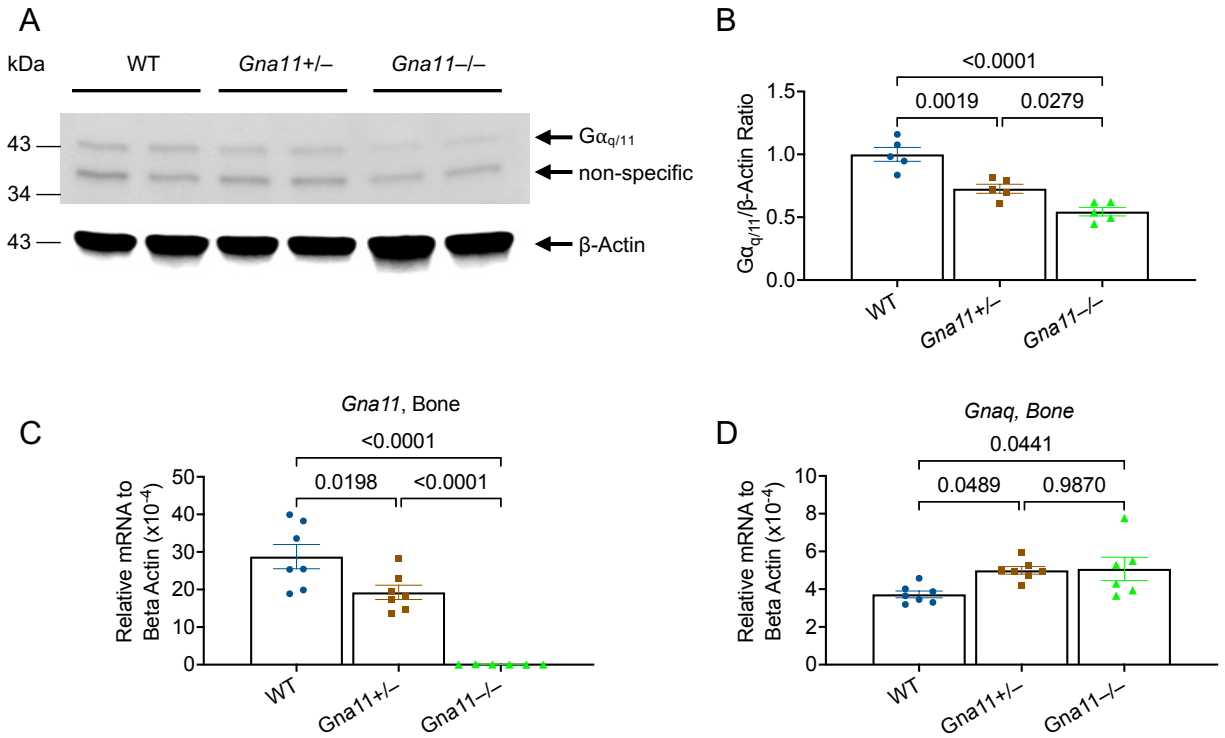 A
kDa
WT
Gna11+/–
Gna11–/–
43
Gαq/11
non-specific
34
43
β-Actin
B
<0.0001
0.0019
0.0279
Gαq/11/β-Actin Ratio
1.5
1.0
0.5
0.0
WT
Gna11+/–
Gna11–/–
C
Gna11, Bone
<0.0001
0.0198
<0.0001
Relative mRNA to
Beta Actin (x10-4)
50
40
30
20
10
0
WT
Gna11+/–
Gna11–/–
D
Gnaq, Bone
0.0441
0.0489
0.9870
Relative mRNA to
Beta Actin (x10-4)
10
8
6
4
2
0
WT
Gna11+/–
Gna11–/–